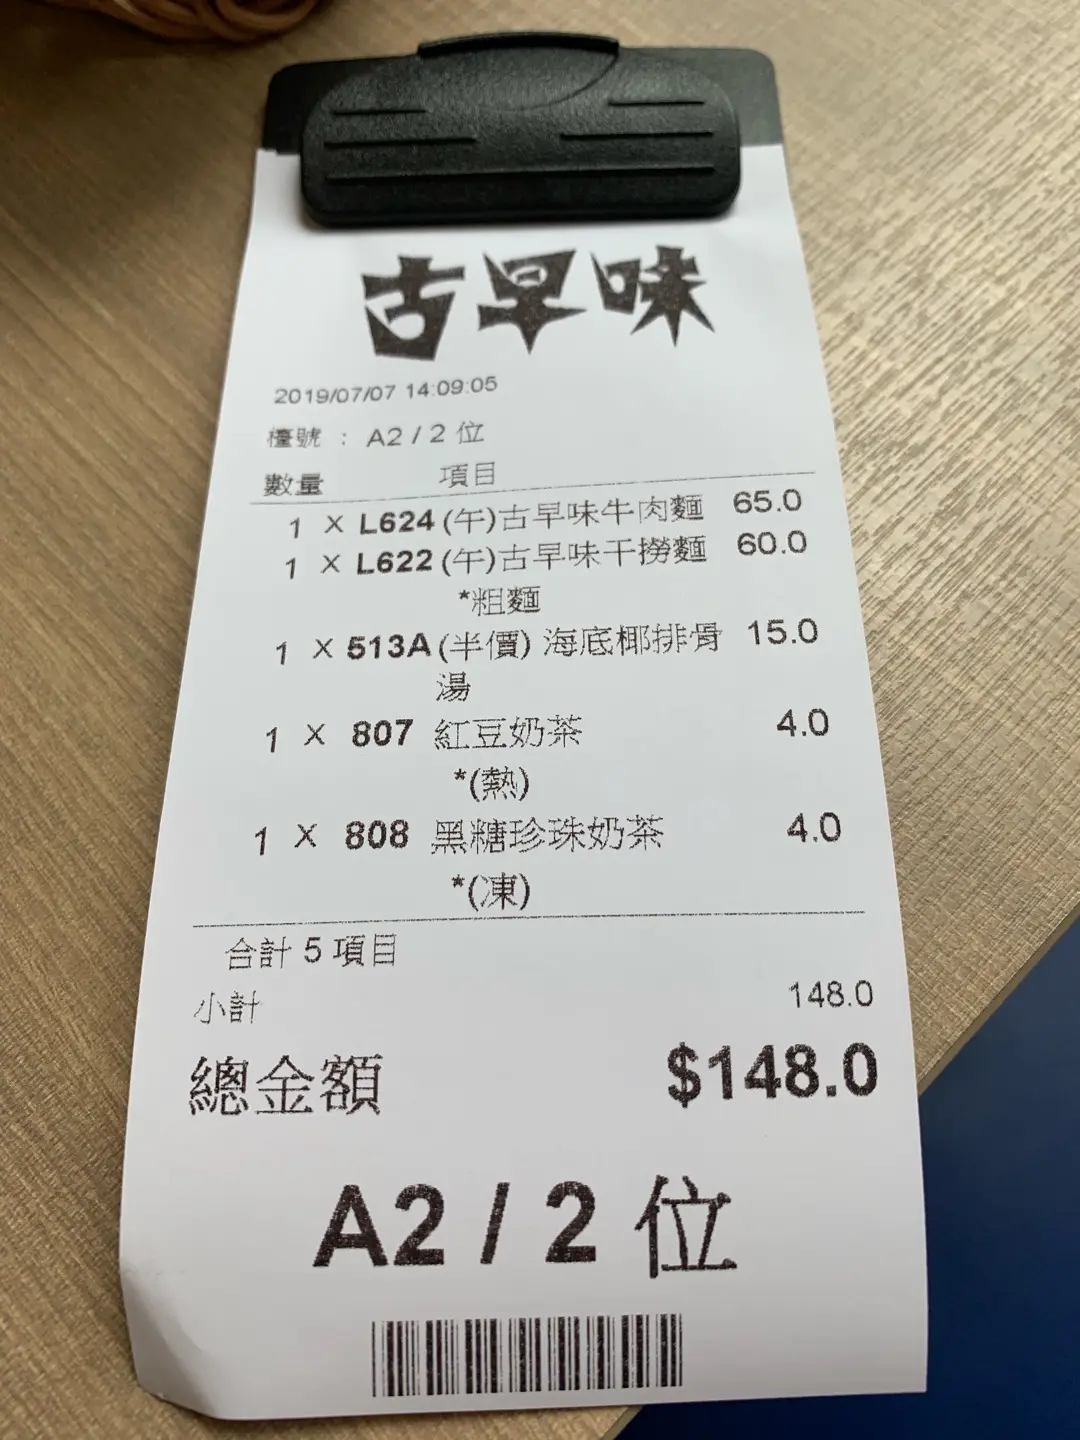 古早味
2019/07/07 14:09:05
檯號 : A2 / 2 位
數量 項目
1 X L624 (午)古早味牛肉麵 65.0
1 X L622 (午)古早味干撈麵 60.0
*粗麵
1 X 513A (半價) 海底椰排骨 15.0
湯
1 X 807 紅豆奶茶 4.0
*(熱)
1 X 808 黑糖珍珠奶茶 4.0
*(凍)
合計 5 項目
小計 148.0
總金額 $148.0
A2 / 2 位